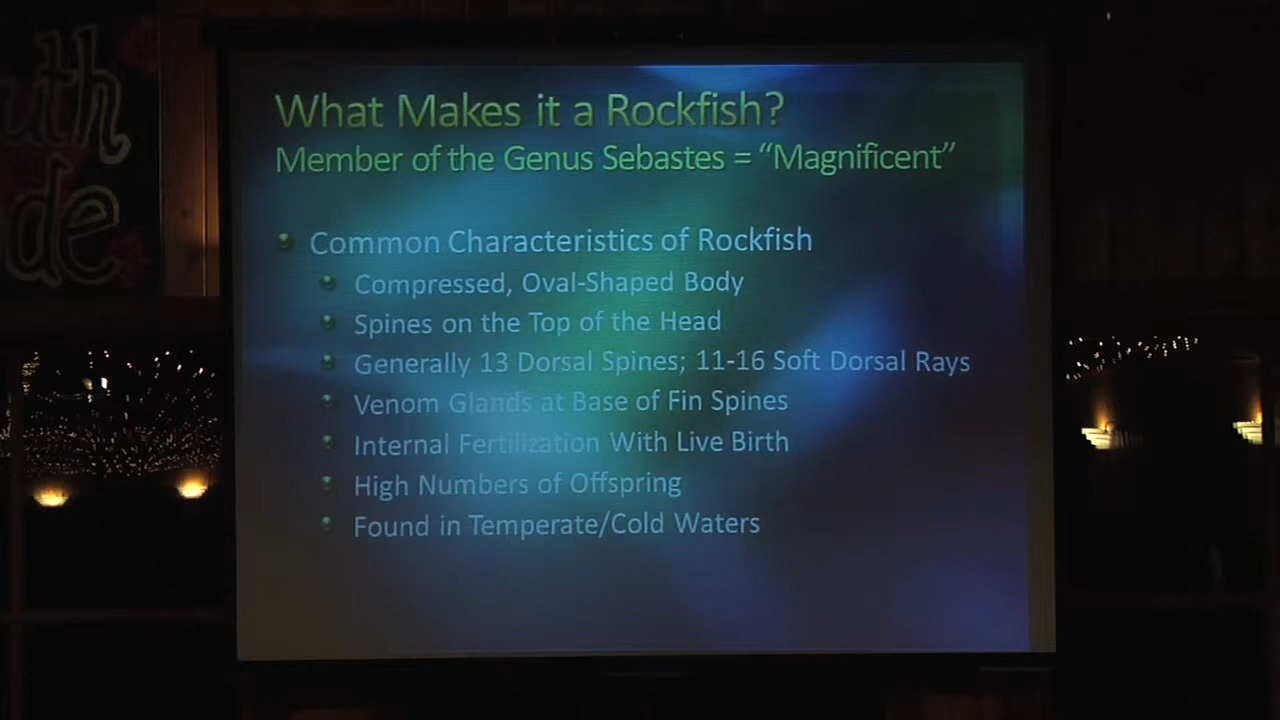 What Makes it a Rockfish?
Member of the Genus Sebastes = “Magnificent”
Common Characteristics of Rockfish
Compressed, Oval-Shaped Body
Spines on the Top of the Head
Generally 13 Dorsal Spines; 11-16 Soft Dorsal Rays
Venom Glands at Base of Fin Spines
Internal Fertilization With Live Birth
High Numbers of Offspring
Found in Temperate/Cold Waters